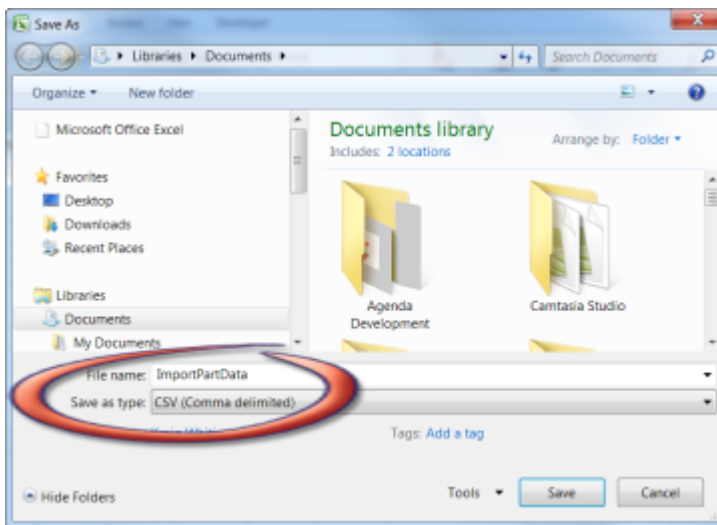 Save As
Libraries ▸ Documents ▸
Search Documents
Organize
New folder
Microsoft Office Excel
Favorites
Desktop
Downloads
Recent Places
Libraries
Documents
My Documents
Documents library
Includes: 2 locations
Arrange by: Folder
Agenda Development
Camtasia Studio
File name: ImportPartData
Save as type: CSV (Comma delimited)
Tags: Add a tag
Hide Folders
Tools
Save
Cancel